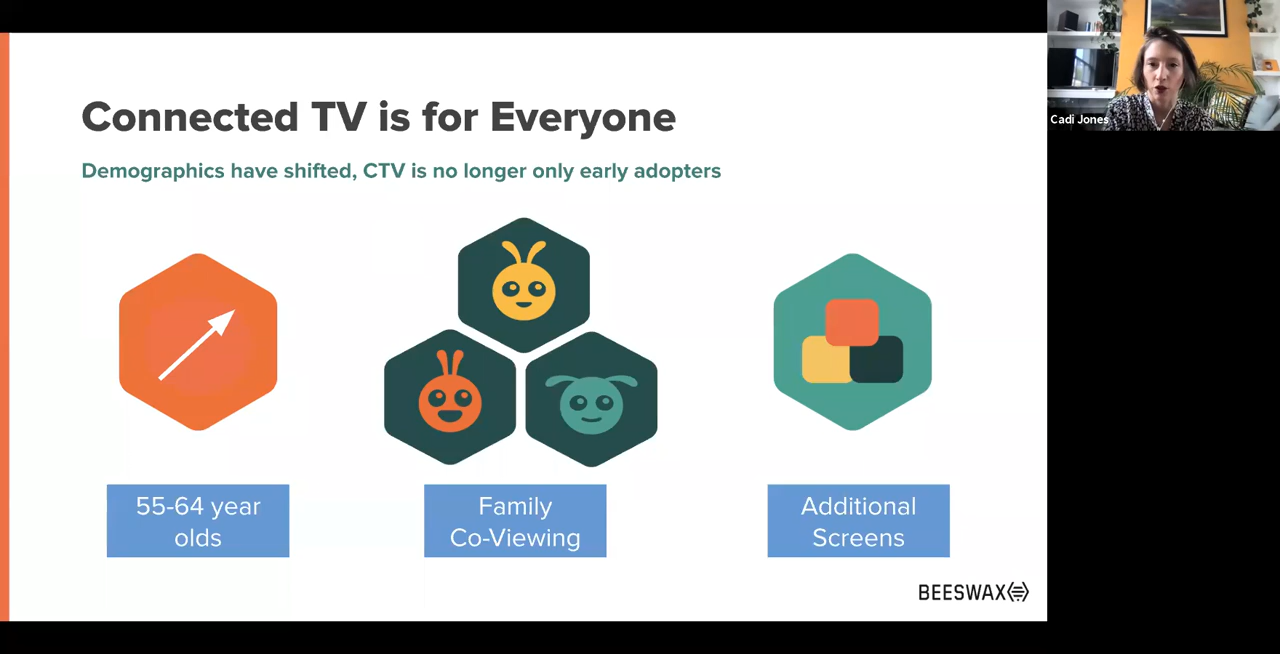 Connected TV is for Everyone
Demographics have shifted, CTV is no longer only early adopters
55-64 year
olds
Family
Co-Viewing
Additional
Screens
BEESWAX
Cadi Jones